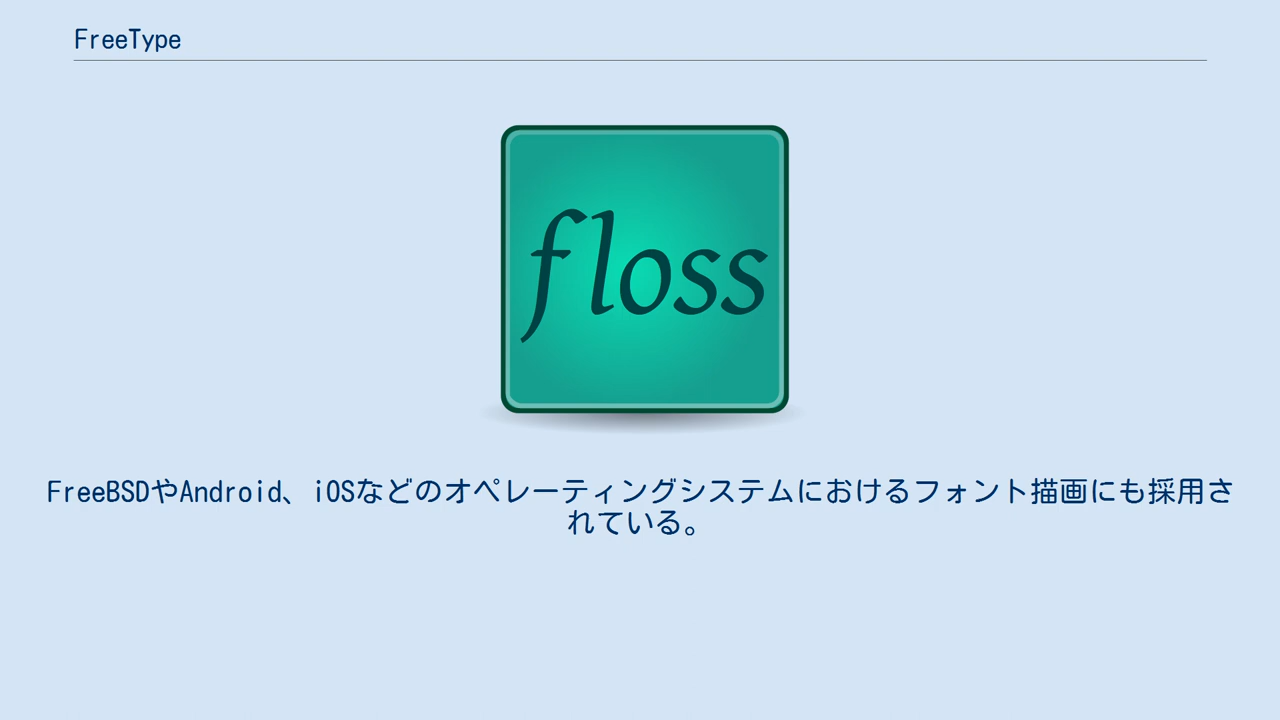 FreeType
floss
FreeBSDやAndroid、iOSなどのオペレーティングシステムにおけるフォント描画にも採用さ
れている。